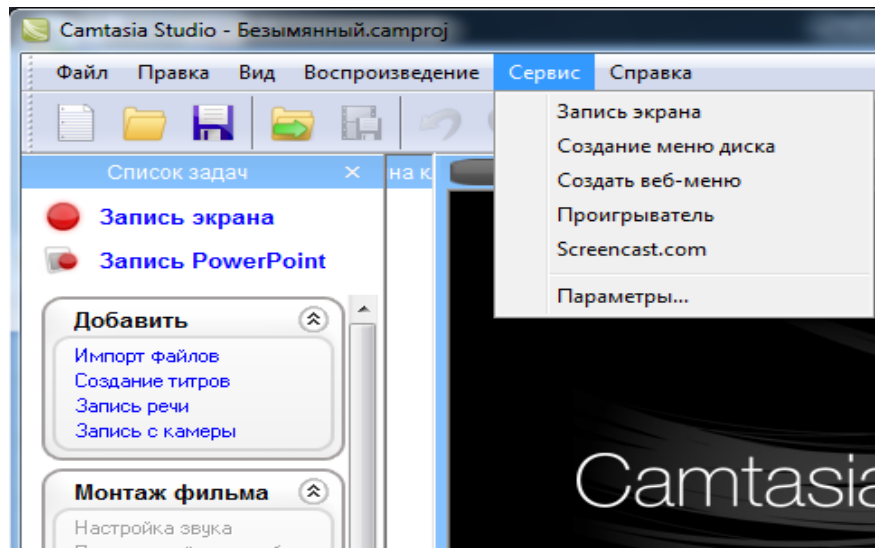 Camtasia Studio - Безымянный.camproj
Файл Правка Вид Воспроизведение Сервис Справка
Запись экрана
Создание меню диска
Создать веб-меню
Проигрыватель
Screencast.com
Параметры...
Список задач
на к
Запись экрана
Запись PowerPoint
Добавить
Импорт файлов
Создание титров
Запись речи
Запись с камеры
Монтаж фильма
Настройка звука
Camtasia